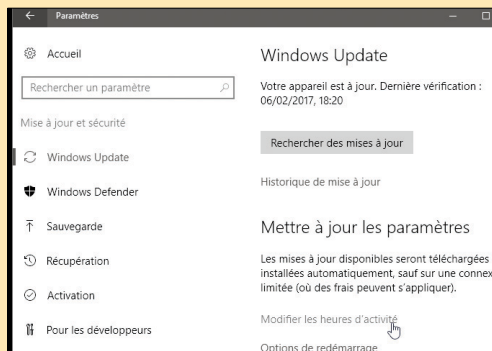 Paramètres
Accueil
Rechercher un paramètre
Mise à jour et sécurité
Windows Update
Windows Defender
Sauvegarde
Récupération
Activation
Pour les développeurs
Windows Update
Votre appareil est à jour. Dernière vérification :
06/02/2017, 18:20
Rechercher des mises à jour
Historique de mise à jour
Mettre à jour les paramètres
Les mises à jour disponibles seront téléchargées
installées automatiquement, sauf sur une connex
limitée (où des frais peuvent s'appliquer).
Modifier les heures d'activité
Options de redémarrage